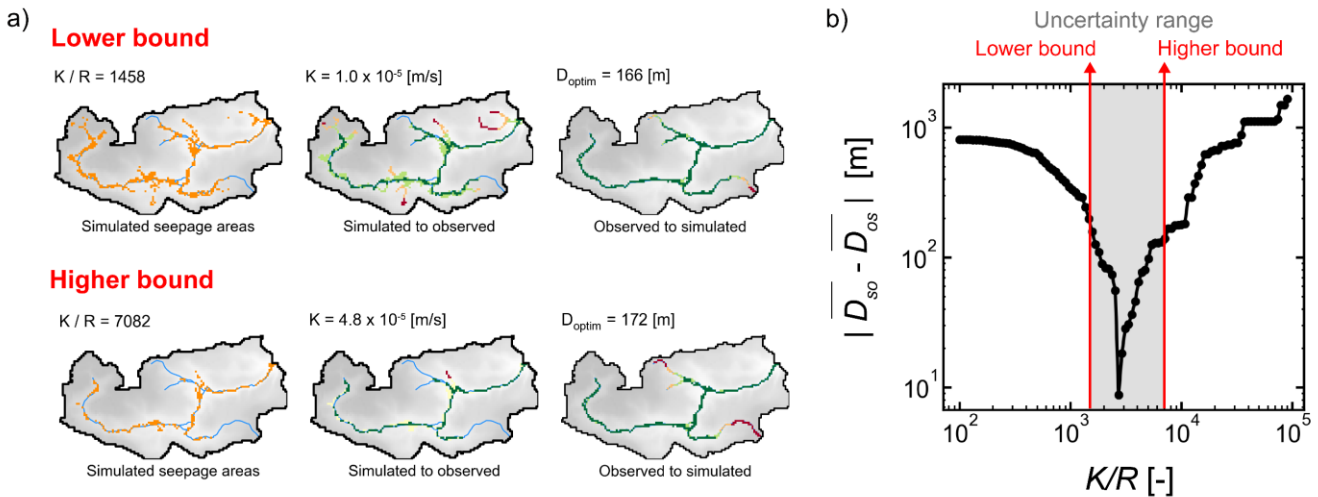 a)
Lower bound
K / R = 1458
K = 1.0 x 10⁻⁵ [m/s]
D_optim = 166 [m]
Simulated seepage areas
Simulated to observed
Observed to simulated
Higher bound
K / R = 7082
K = 4.8 x 10⁻⁵ [m/s]
D_optim = 172 [m]
Simulated seepage areas
Simulated to observed
Observed to simulated
b)
Uncertainty range
Lower bound
Higher bound
| D_so - D_os | [m]
10³
10²
10¹
10²
10³
10⁴
10⁵
K/R [-]